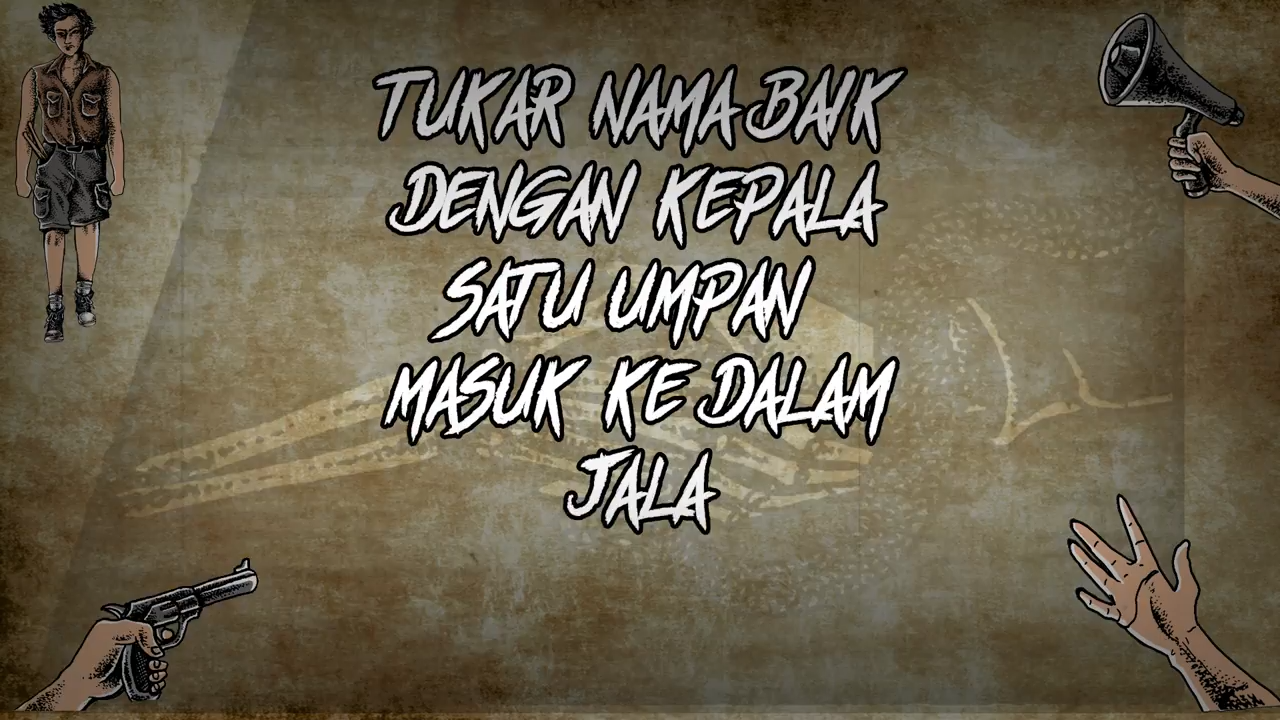 TUKAR NAMA BAIK
DENGAN KEPALA
SATU UMPAN
MASUK KE DALAM
JALA